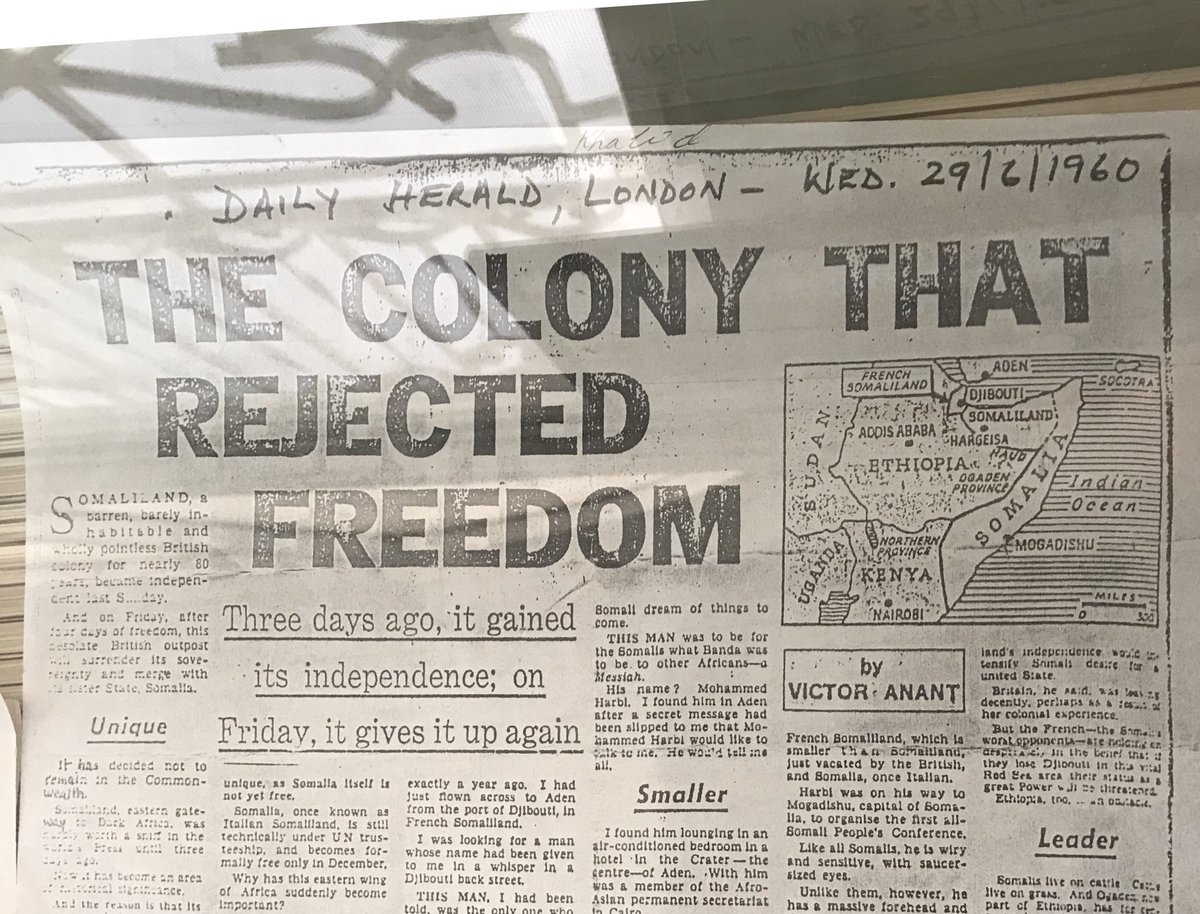 Khalid
DAILY HERALD, LONDON – WED. 29/6/1960
THE COLONY THAT
REJECTED
FREEDOM
SOMALILAND, a
barren, barely in-
habitable and
wholly pointless British
colony for nearly 80
years, became indepen-
dent last
And on Friday, after
four days of freedom, this
desolate British outpost
will surrender its sove-
reignty and merge with
its sister State, Somalia.
Unique
It has decided not to
remain in the Common-
wealth.
Somaliland, eastern gate-
way to Dark Africa, was
hardly worth a sniff in the
World's Press until three
days ago.
Now it has become an area
of historical significance.
And the reason is that its
Three days ago, it gained
its independence; on
Friday, it gives it up again
unique, as Somalia itself is
not yet free.
Somalia, once known as
Italian Somaliland, is still
technically under UN trus-
teeship, and becomes for-
mally free only in December.
Why has this eastern wing
of Africa suddenly become
important?
exactly a year ago. I had
just flown across to Aden
from the port of Djibouti, in
French Somaliland.
I was looking for a man
whose name had been given
to me in a whisper in a
Djibouti back street.
THIS MAN, I had been
told, was the only one who
Somali dream of things to
come.
THIS MAN was to be for
the Somalis what Banda was
to be to other Africans—a
Messiah.
His name? Mohammed
Harbi. I found him in Aden
after a secret message had
been slipped to me that Mo-
hammed Harbi would like to
talk to me. He would tell me
all.
Smaller
I found him lounging in an
air-conditioned bedroom in a
hotel in the Crater—the
centre—of Aden. With him
was a member of the Afro-
Asian permanent secretariat
in Cairo.
ADEN
SOCOTRA
FRENCH
SOMALILAND
DJIBOUTI
SOMALILAND
ADDIS ABABA
HARGEISA
HAUD
SUDAN
ETHIOPIA
OGADEN
PROVINCE
SOMALIA
Indian
Ocean
NORTHERN
PROVINCE
MOGADISHU
UGANDA
KENYA
NAIROBI
MILES
0 300
by
VICTOR ANANT
French Somaliland, which is
smaller than Somaliland,
just vacated by the British,
and Somalia, once Italian.
Harbi was on his way to
Mogadishu, capital of Soma-
lia, to organise the first all-
Somali People's Conference.
Like all Somalis, he is wiry
and sensitive, with saucer-
sized eyes.
Unlike them, however, he
has a massive forehead and
land's independence would in-
tensify Somali desire for a
united State.
Britain, he said, was leaving
decently, perhaps as a result of
her colonial experience.
But the French—the Somalis
worst opponents—are holding on
desperately, in the belief that if
they lose Djibouti in this vital
Red Sea area their status as a
great Power will be threatened.
Ethiopia, too, an obstacle.
Leader
Somalis live on cattle
live on grass. And Ogaden,
part of Ethiopia, has